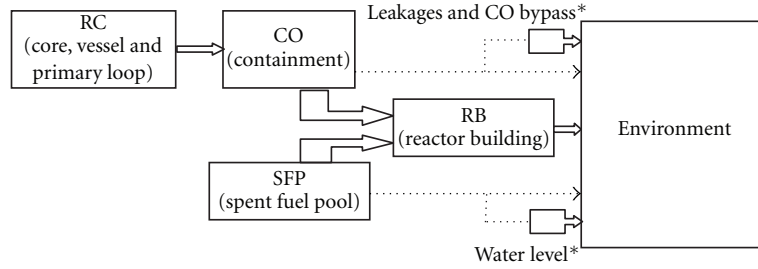 Leakages and CO bypass*
RC
(core, vessel and
primary loop)
CO
(containment)
RB
(reactor building)
Environment
SFP
(spent fuel pool)
Water level*